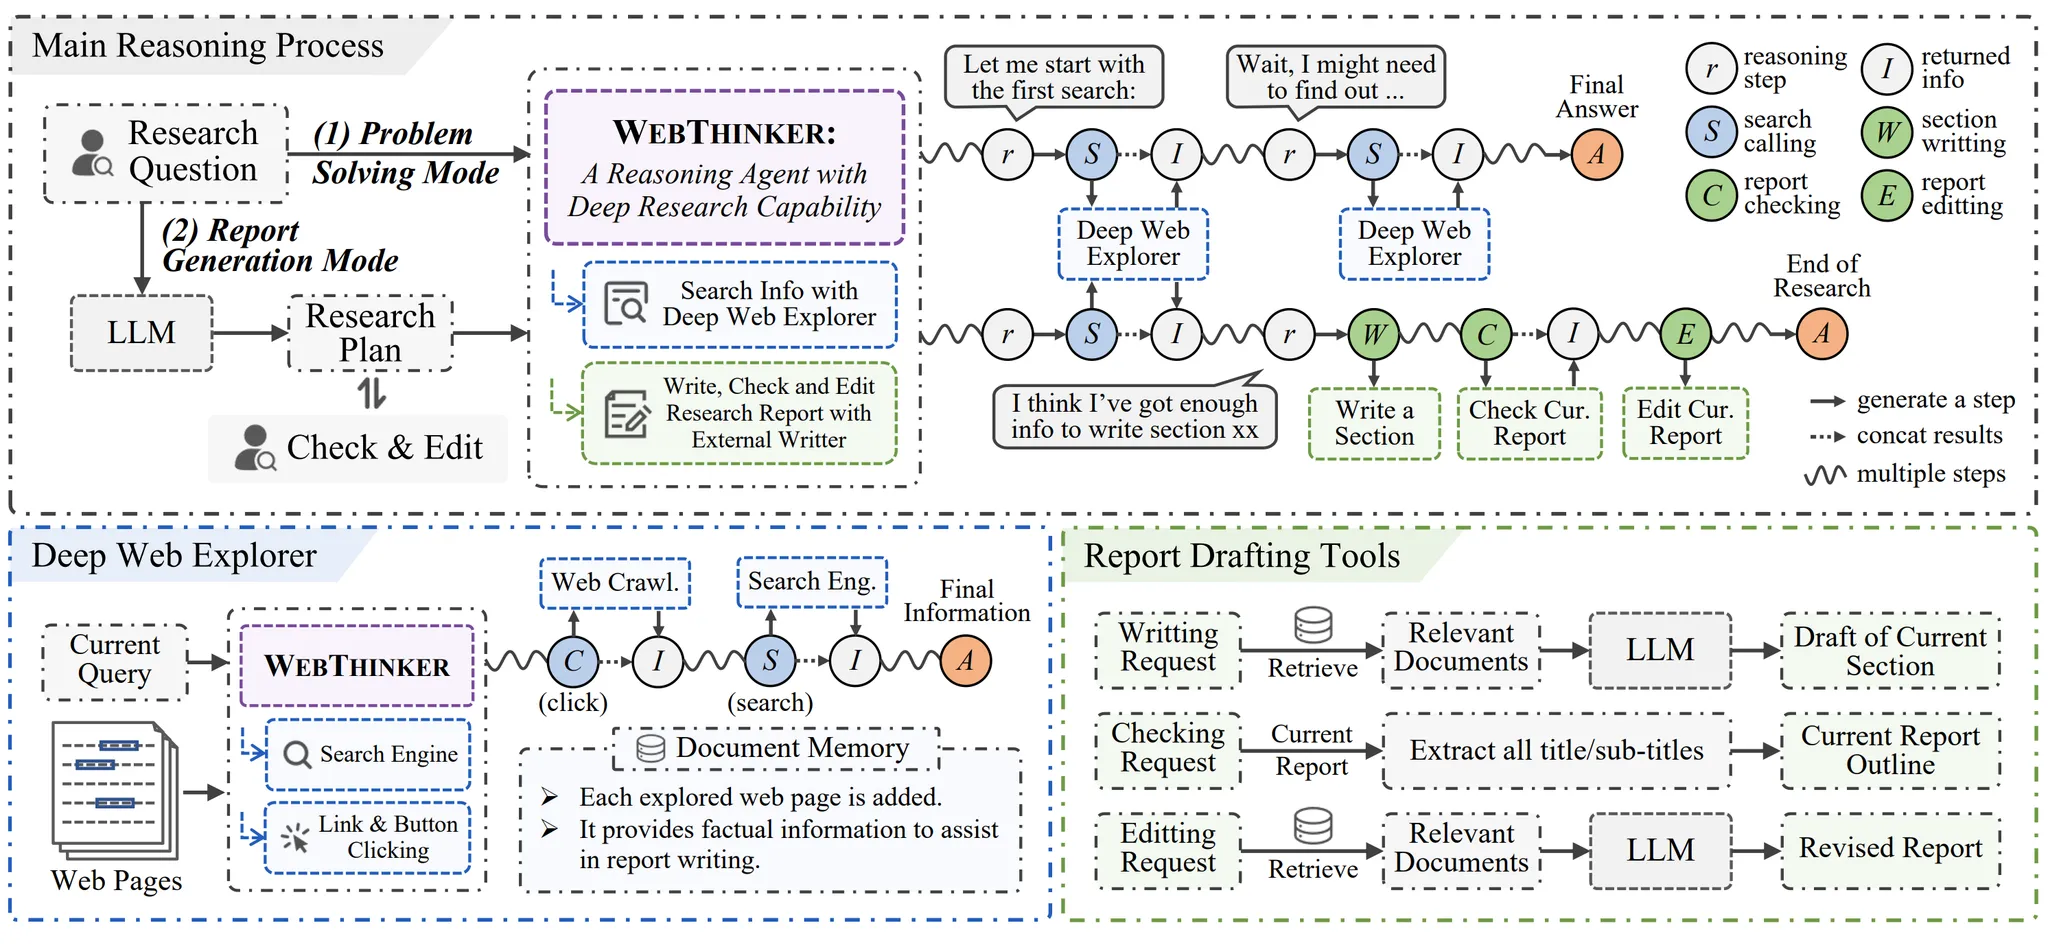 Main Reasoning Process
Research
Question
(1) Problem
Solving Mode
(2) Report
Generation Mode
LLM
Research
Plan
Check & Edit
WEBTHINKER:
A Reasoning Agent with
Deep Research Capability
Search Info with
Deep Web Explorer
Write, Check and Edit
Research Report with
External Writter
Let me start with
the first search:
Wait, I might need
to find out ...
Final
Answer
r
S
I
r
S
I
A
Deep Web
Explorer
Deep Web
Explorer
End of
Research
r
S
I
r
W
C
I
E
A
I think I've got enough
info to write section xx
Write a
Section
Check Cur.
Report
Edit Cur.
Report
r
reasoning
step
I
returned
info
S
search
calling
W
section
writting
C
report
checking
E
report
editting
generate a step
concat results
multiple steps
Deep Web Explorer
Current
Query
Web Pages
WEBTHINKER
Search Engine
Link & Button
Clicking
Web Crawl.
Search Eng.
Final
Information
C
I
S
I
A
(click)
(search)
Document Memory
➢ Each explored web page is added.
➢ It provides factual information to assist
in report writing.
Report Drafting Tools
Writting
Request
Retrieve
Relevant
Documents
LLM
Draft of Current
Section
Checking
Request
Current
Report
Extract all title/sub-titles
Current Report
Outline
Editting
Request
Retrieve
Relevant
Documents
LLM
Revised Report